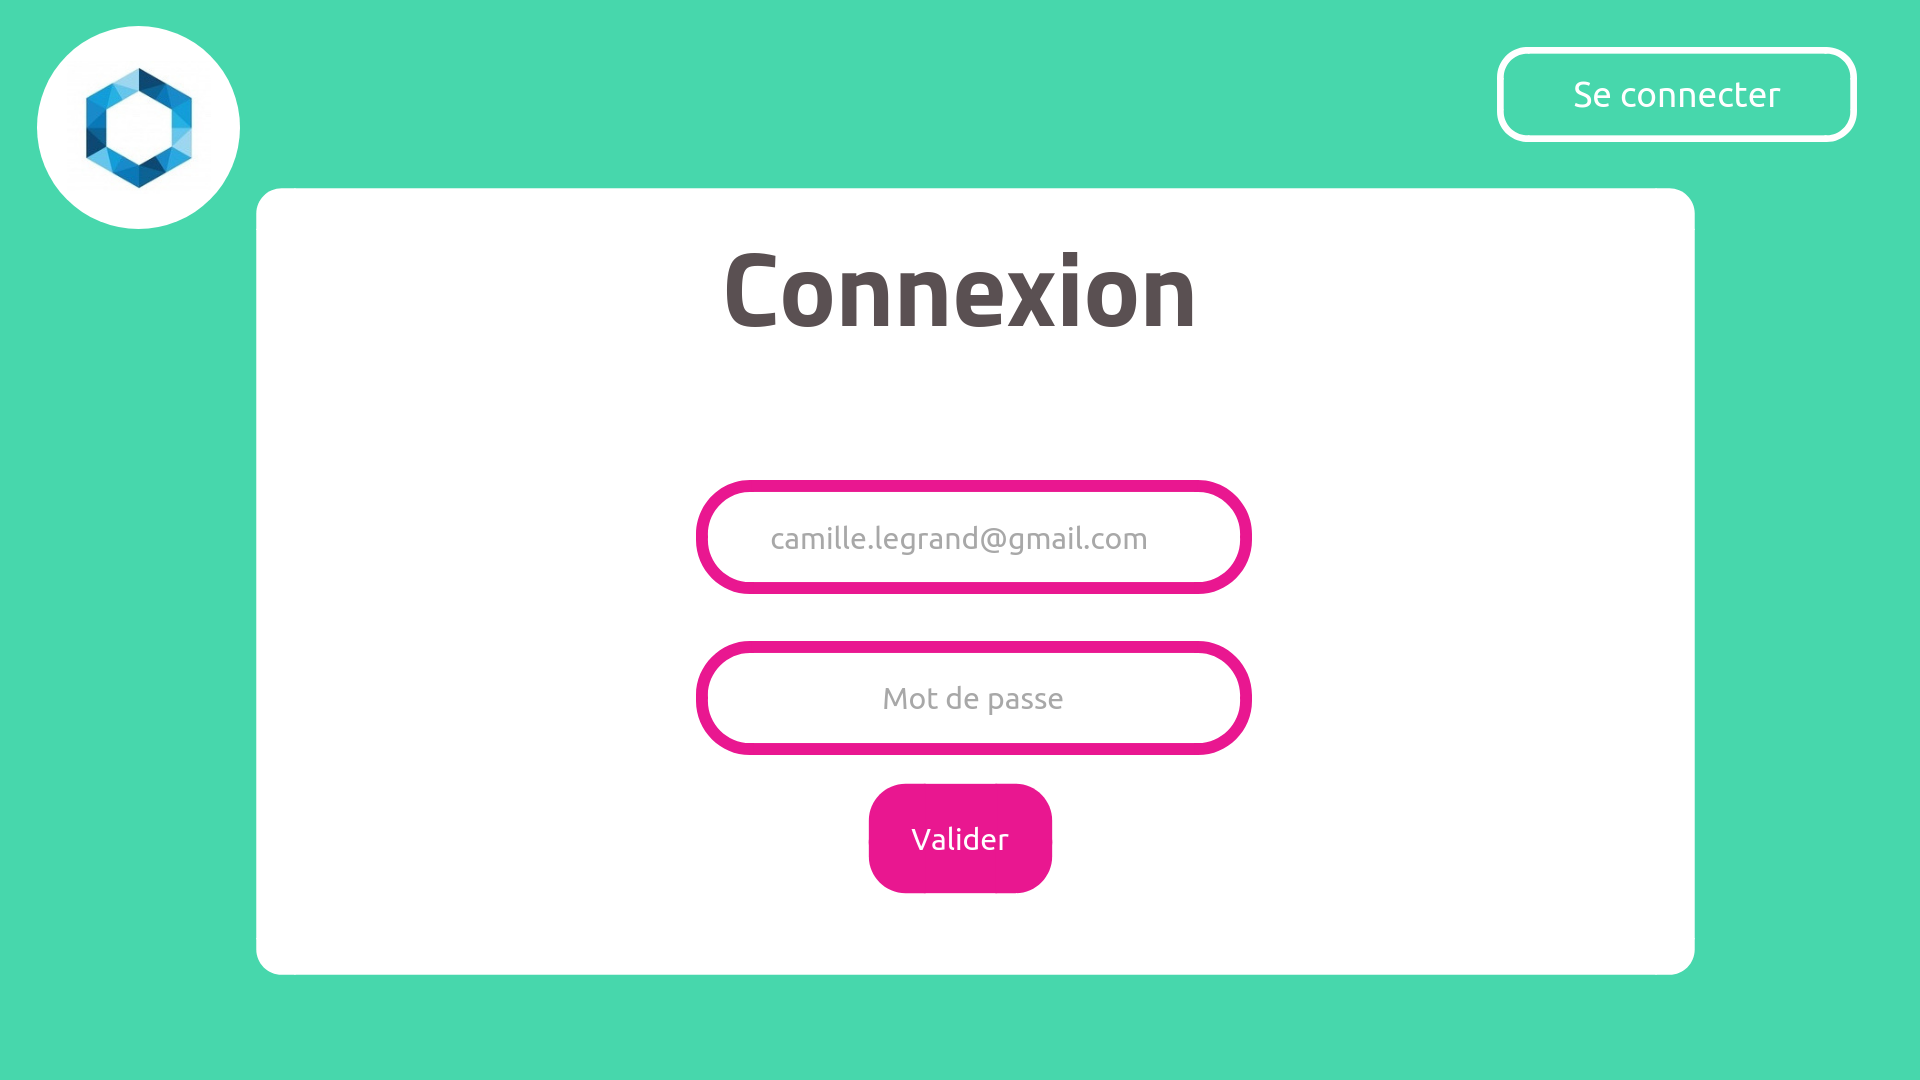 Se connecter
Connexion
camille.legrand@gmail.com
Mot de passe
Valider